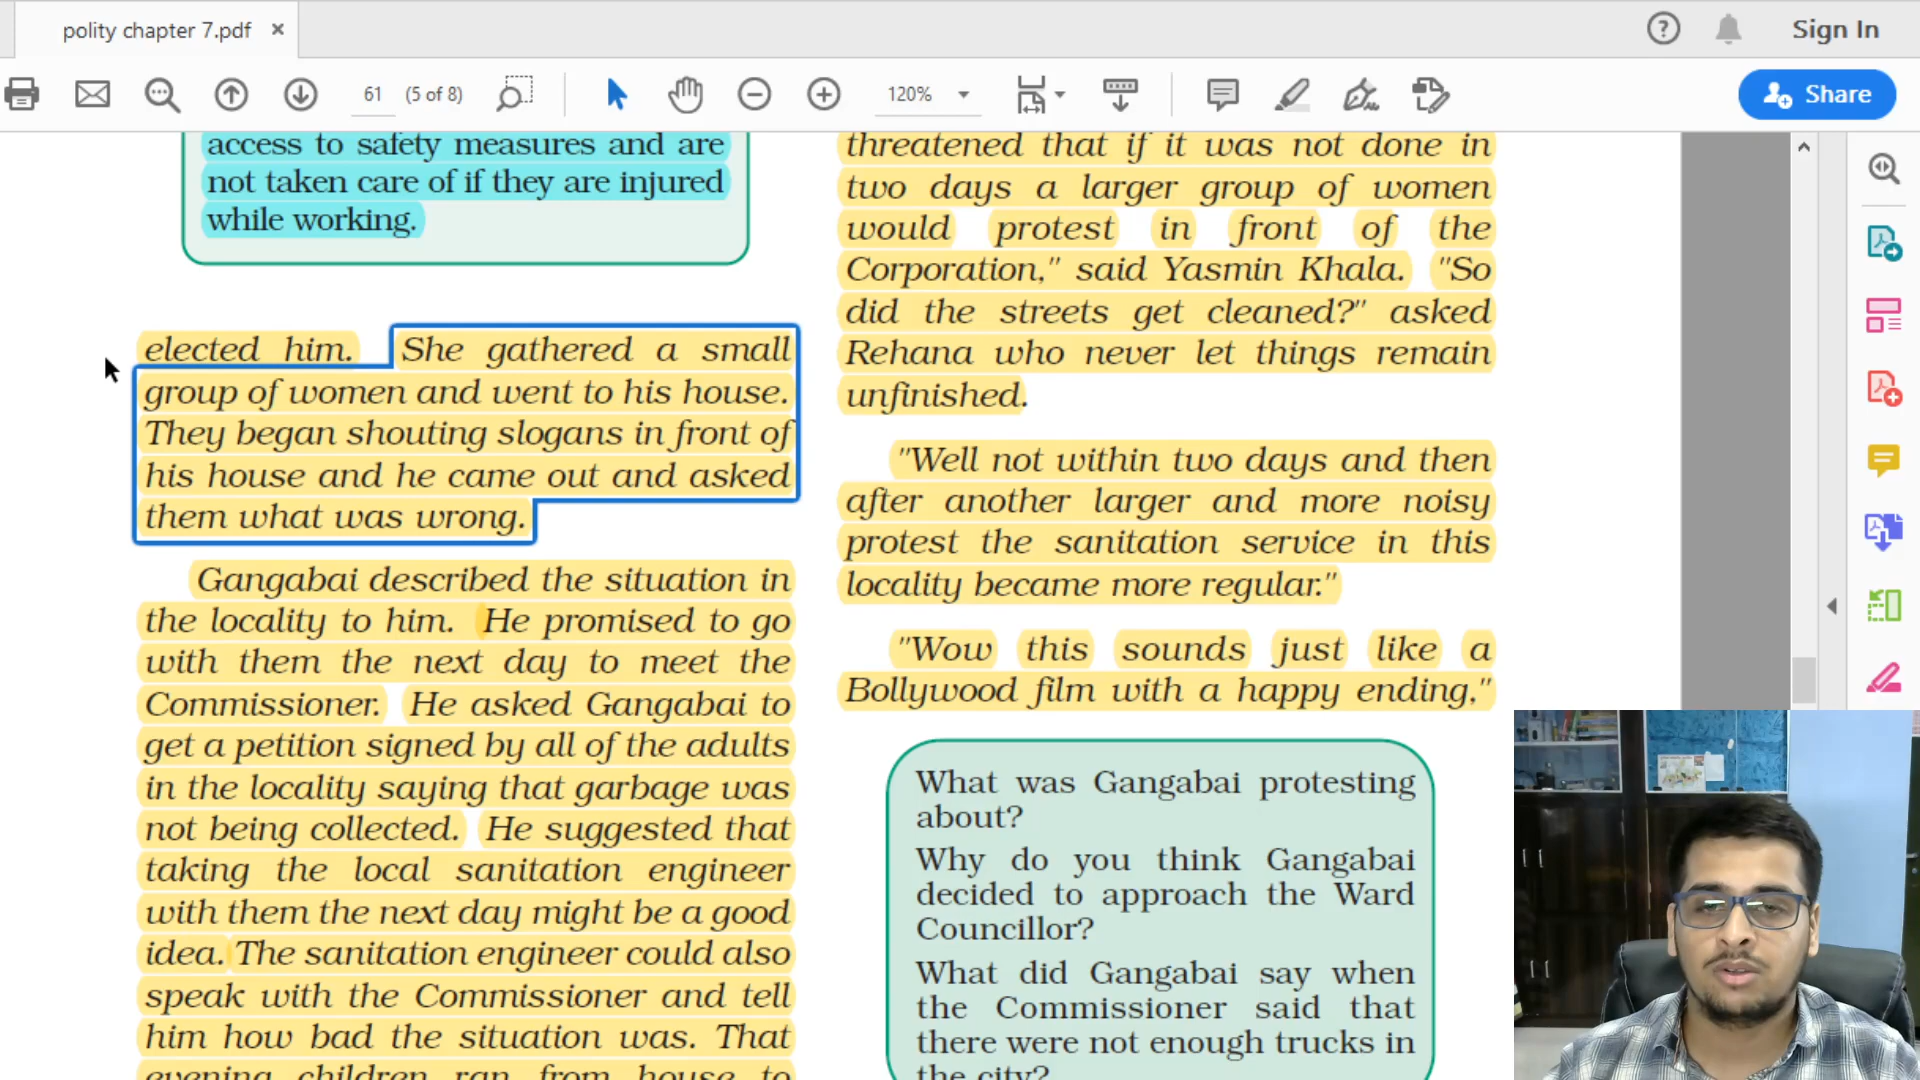 polity chapter 7.pdf
Sign In
61 (5 of 8)
120%
Share
access to safety measures and are
not taken care of if they are injured
while working.
elected him. She gathered a small
group of women and went to his house.
They began shouting slogans in front of
his house and he came out and asked
them what was wrong.
Gangabai described the situation in
the locality to him. He promised to go
with them the next day to meet the
Commissioner. He asked Gangabai to
get a petition signed by all of the adults
in the locality saying that garbage was
not being collected. He suggested that
taking the local sanitation engineer
with them the next day might be a good
idea. The sanitation engineer could also
speak with the Commissioner and tell
him how bad the situation was. That
evening children ran from house to
threatened that if it was not done in
two days a larger group of women
would protest in front of the
Corporation," said Yasmin Khala. "So
did the streets get cleaned?" asked
Rehana who never let things remain
unfinished.
"Well not within two days and then
after another larger and more noisy
protest the sanitation service in this
locality became more regular."
"Wow this sounds just like a
Bollywood film with a happy ending,"
What was Gangabai protesting
about?
Why do you think Gangabai
decided to approach the Ward
Councillor?
What did Gangabai say when
the Commissioner said that
there were not enough trucks in
the city?